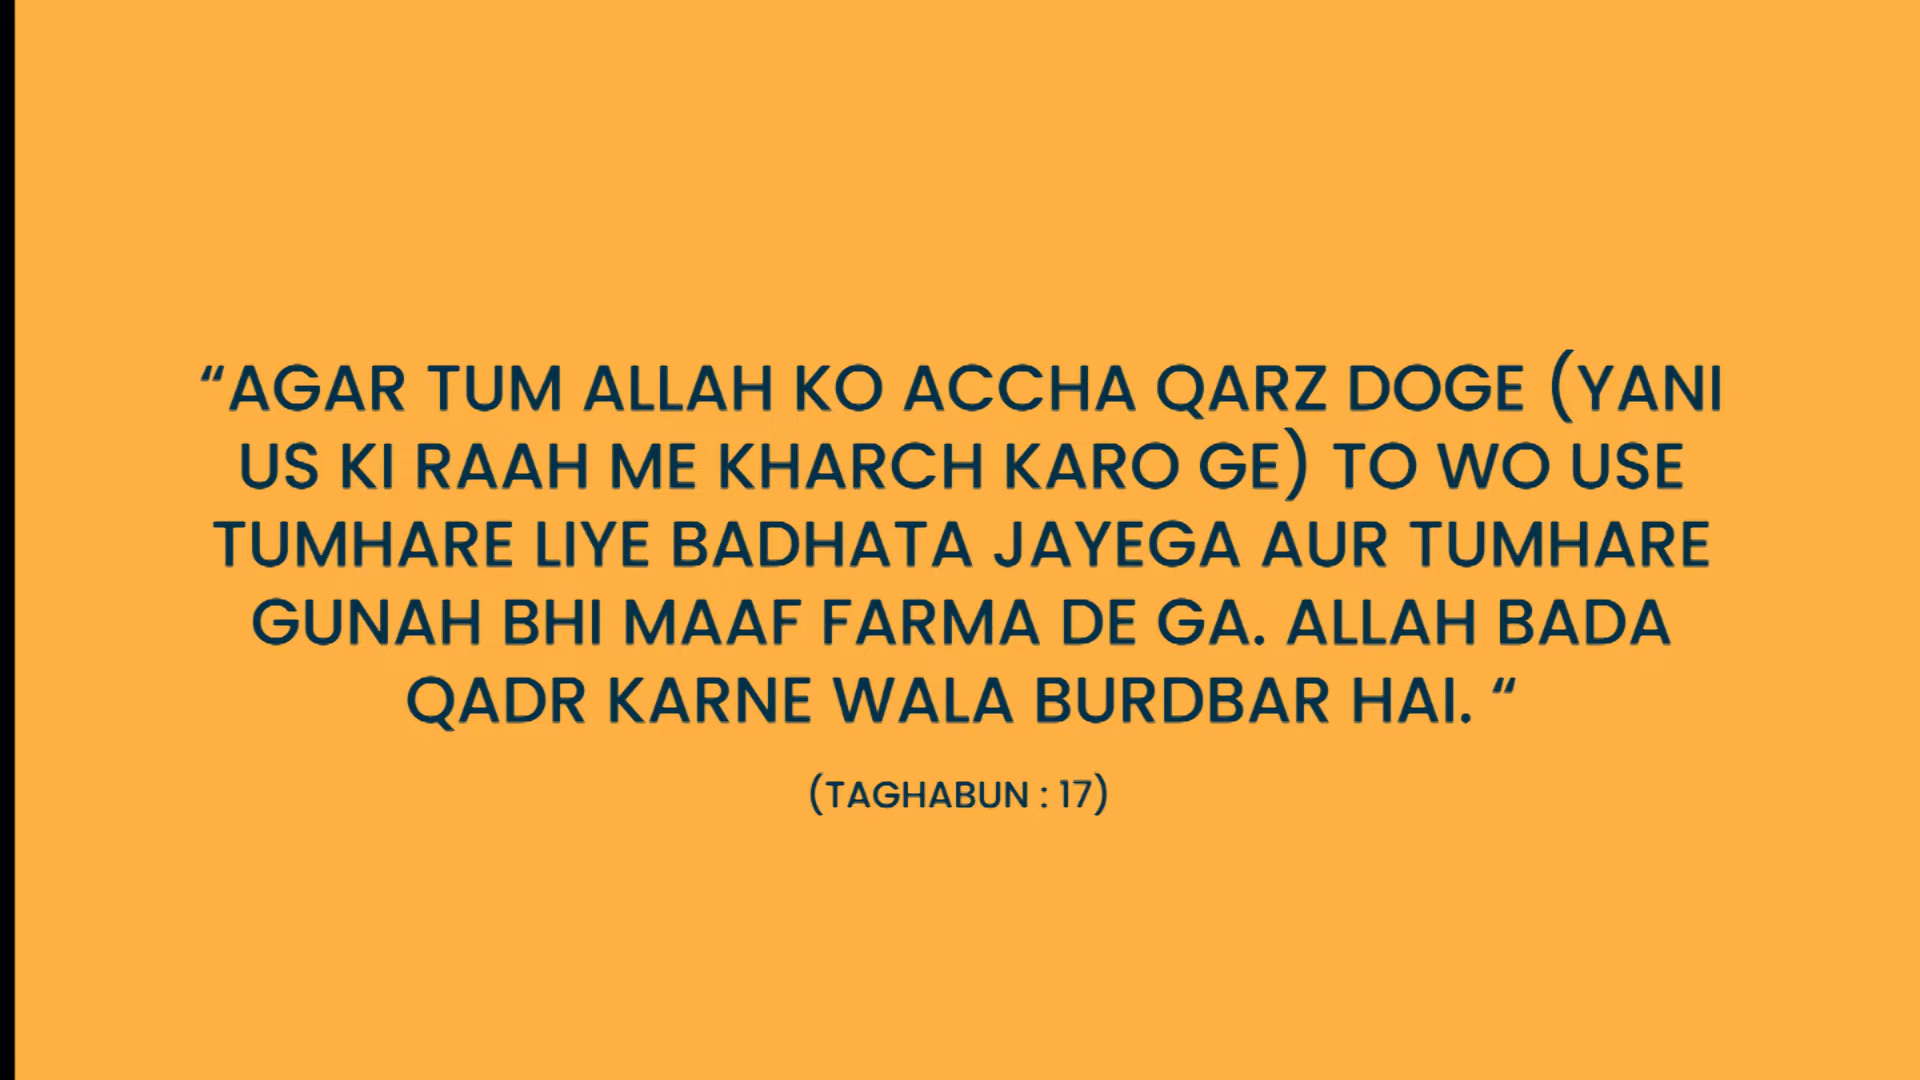 “AGAR TUM ALLAH KO ACCHA QARZ DOGE (YANI
US KI RAAH ME KHARCH KARO GE) TO WO USE
TUMHARE LIYE BADHATA JAYEGA AUR TUMHARE
GUNAH BHI MAAF FARMA DE GA. ALLAH BADA
QADR KARNE WALA BURDBAR HAI. “
(TAGHABUN : 17)